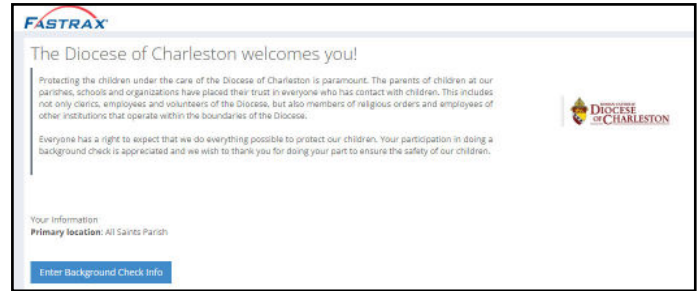 FASTRAX
The Diocese of Charleston welcomes you!
Protecting the children under the care of the Diocese of Charleston is paramount. The parents of children at our
parishes, schools and organizations have placed their trust in everyone who has contact with children. This includes
not only clerics, employees and volunteers of the Diocese, but also members of religious orders and employees of
other institutions that operate within the boundaries of the Diocese.
Everyone has a right to expect that we do everything possible to protect our children. Your participation in doing a
background check is appreciated and we wish to thank you for doing your part to ensure the safety of our children.
DIOCESE
OF CHARLESTON
Your Information
Primary location: All Saints Parish
Enter Background Check Info